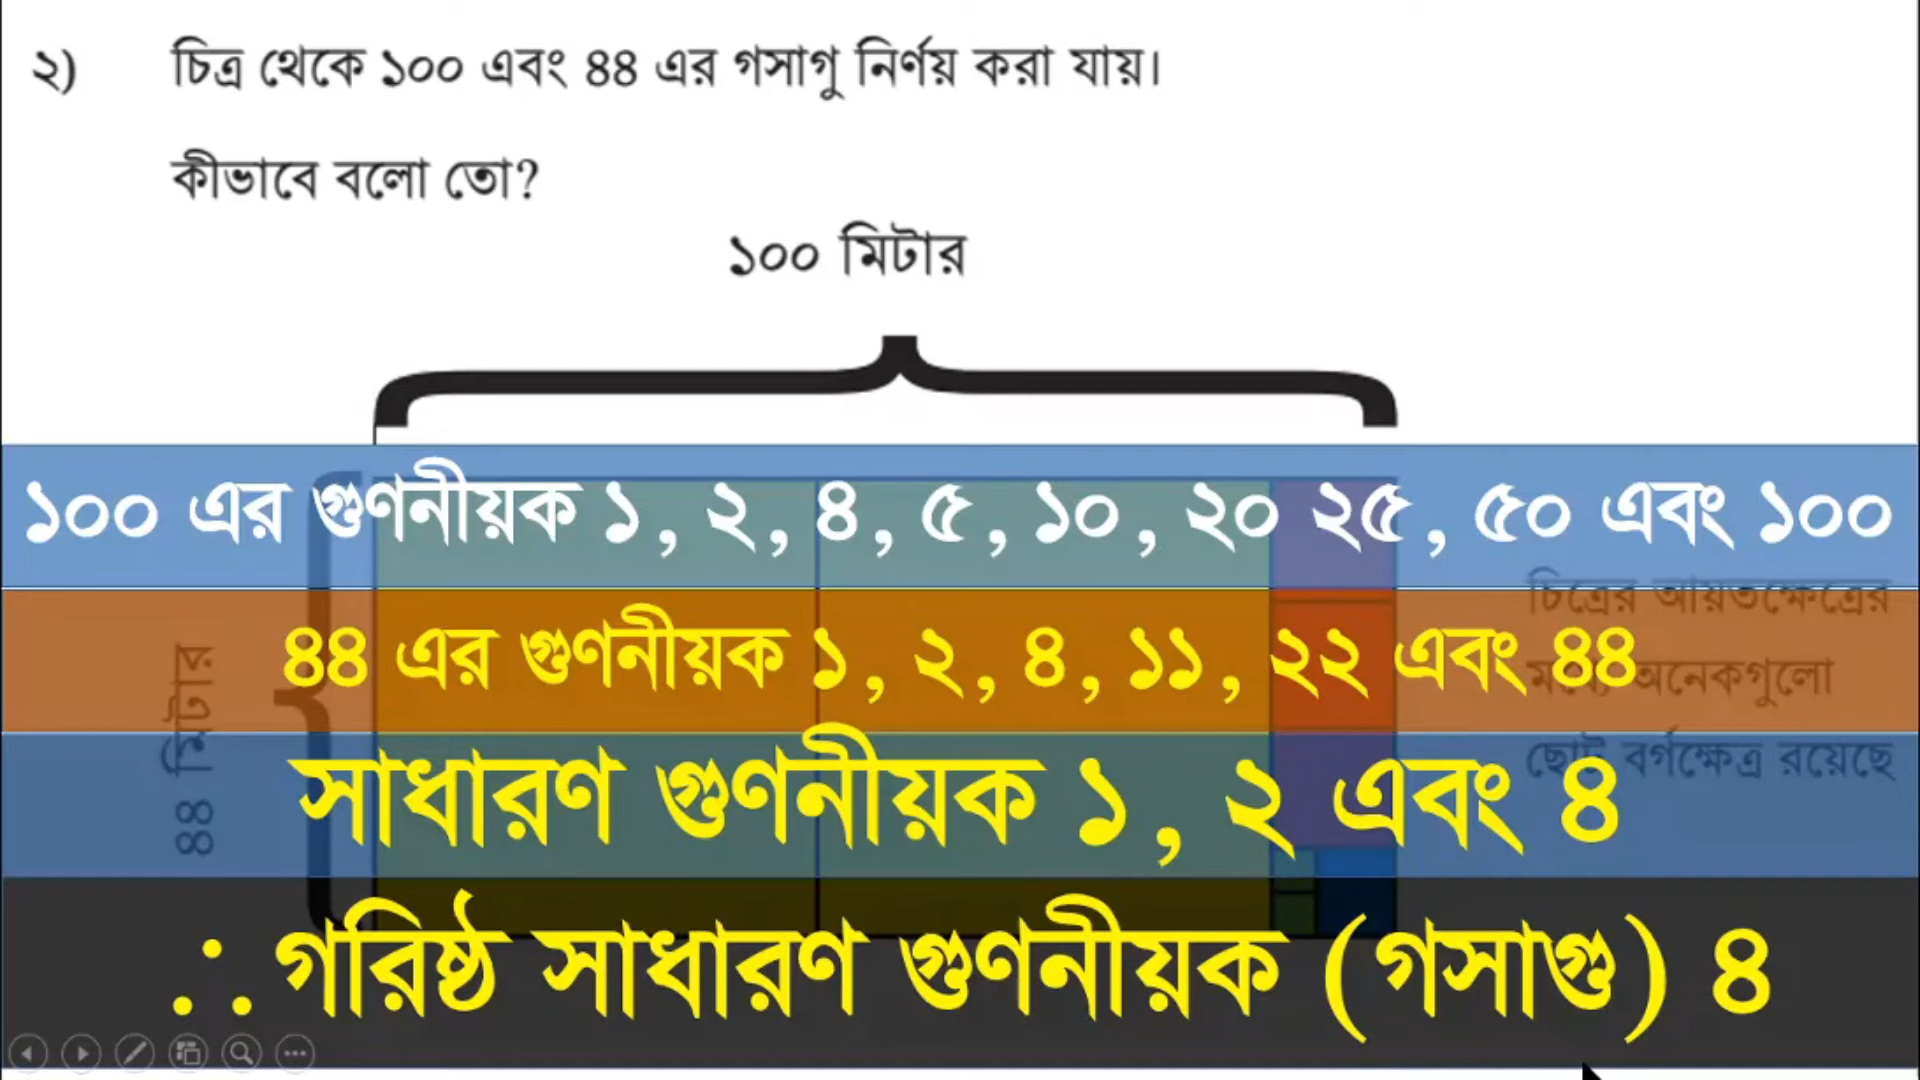 ২) চিত্র থেকে ১০০ এবং ৪৪ এর গসাগু নির্ণয় করা যায়।
কীভাবে বলো তো?
১০০ মিটার
১০০ এর গুণনীয়ক ১, ২, ৪, ৫, ১০, ২০ ২৫, ৫০ এবং ১০০
৪৪ এর গুণনীয়ক ১, ২, ৪, ১১, ২২ এবং ৪৪
সাধারণ গুণনীয়ক ১, ২ এবং ৪
∴ গরিষ্ঠ সাধারণ গুণনীয়ক (গসাগু) ৪
৪৪ মিটার
চিত্রের আয়তক্ষেত্রের
মধ্যে অনেকগুলো
ছোট বর্গক্ষেত্র রয়েছে